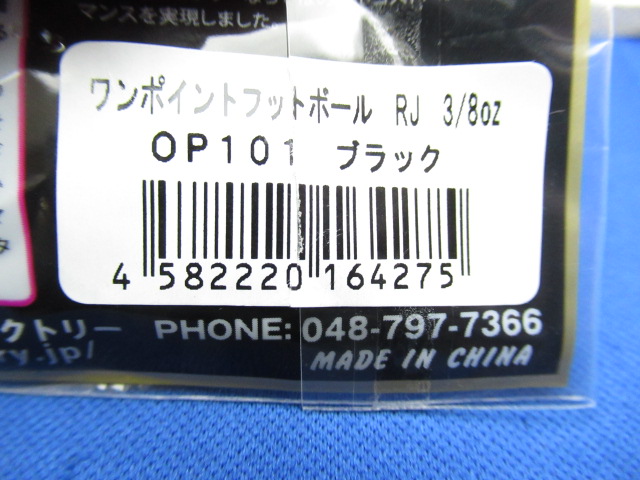 マンスを実現しました。
ワンポイントフットボール RJ 3/8oz
OP101 ブラック
4 582220 164275
クトリー PHONE: 048-797-7366
ry.jp/ MADE IN CHINA